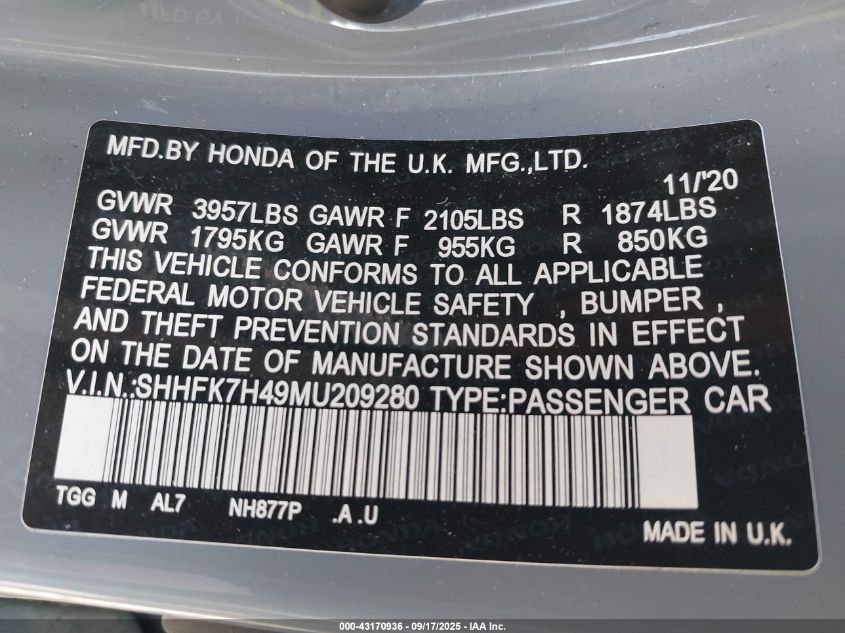 MFD.BY HONDA OF THE U.K. MFG.,LTD.
11/'20
GVWR 3957LBS GAWR F 2105LBS R 1874LBS
GVWR 1795KG GAWR F 955KG R 850KG
THIS VEHICLE CONFORMS TO ALL APPLICABLE
FEDERAL MOTOR VEHICLE SAFETY , BUMPER ,
AND THEFT PREVENTION STANDARDS IN EFFECT
ON THE DATE OF MANUFACTURE SHOWN ABOVE.
V.I.N.:SHHFK7H49MU209280 TYPE:PASSENGER CAR
TGG M AL7 NH877P .A .U
MADE IN U.K.
000-43170936 - 09/17/2025 - IAA Inc.